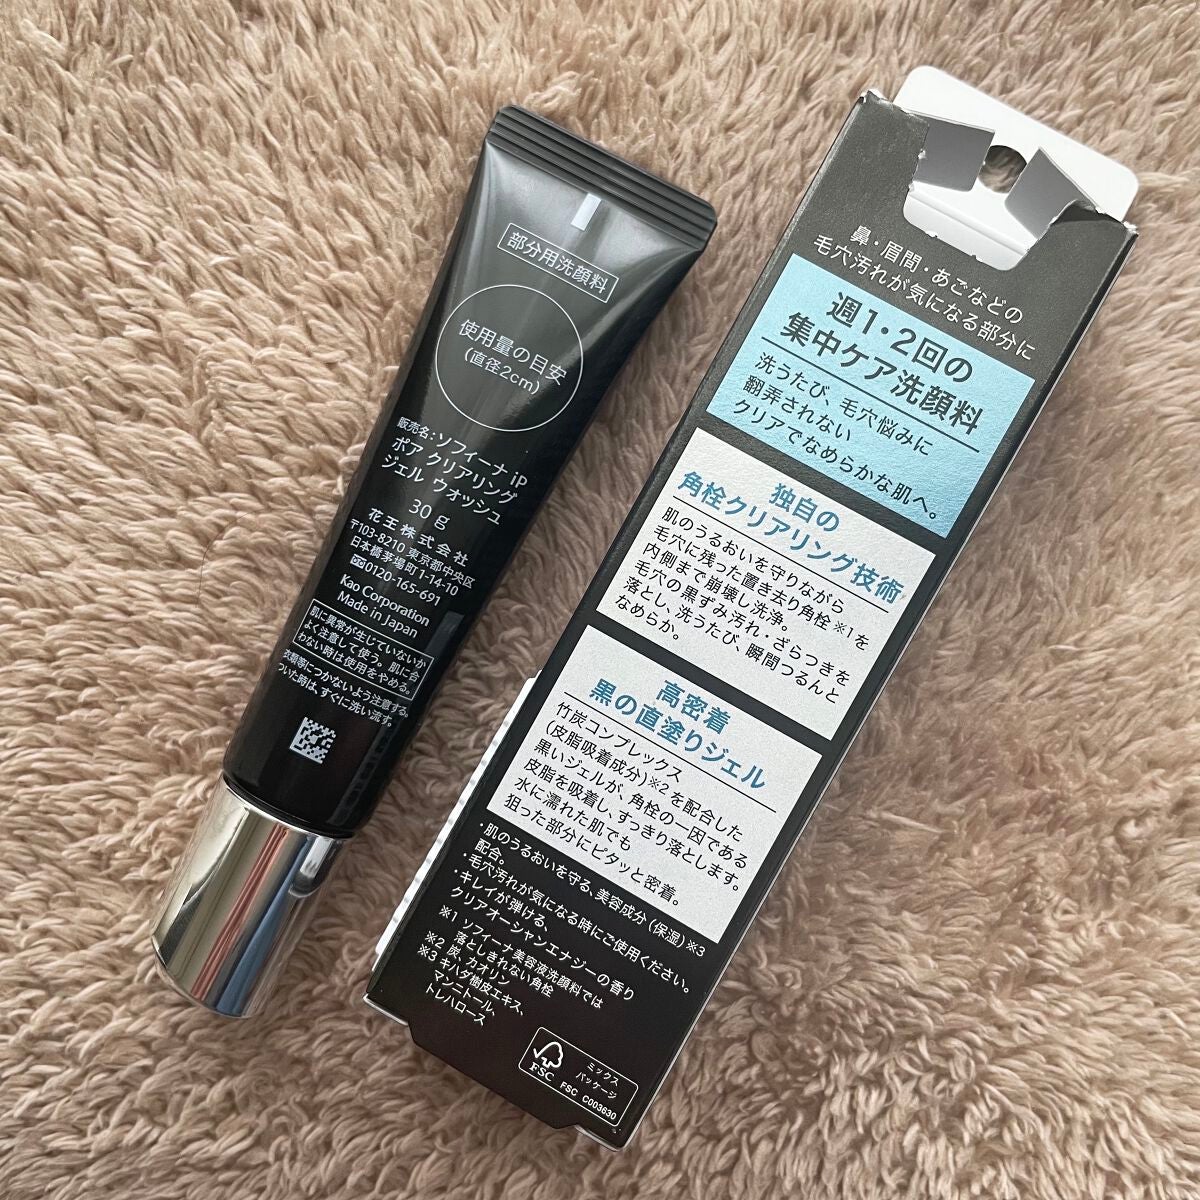 部分用洗顔料
使用量の目安
(直径2cm)
販売名:ソフィーナ iP
ポア クリアリング
ジェル ウォッシュ
30g
花王株式会社
〒103-8210 東京都中央区
日本橋茅場町1-14-10
0120-165-691
Kao Corporation
Made in Japan
肌に異常が生じていないか
よく注意して使う。肌に合
わない時は使用をやめる。
衣類等につかないよう注意する。
ついた時は、すぐに洗い流す。
鼻・眉間・あごなどの
毛穴汚れが気になる部分に
週1・2回の
集中ケア洗顔料
洗うたび、毛穴悩みに
翻弄されない
クリアでなめらかな肌へ。
独自の
角栓クリアリング技術
肌のうるおいを守りながら
毛穴に残った置き去り角栓※1を
内側まで崩壊し洗浄。
毛穴の黒ずみ汚れ・ざらつきを
落とし、洗うたび、瞬間つるんと
なめらか。
高密着
黒の直塗りジェル
竹炭コンプレックス
(皮脂吸着成分)※2を配合した
黒いジェルが、角栓の一因である
皮脂を吸着し、すっきり落とします。
水に濡れた肌でも
狙った部分にピタッと密着。
・肌のうるおいを守る、美容成分(保湿)※3
配合。
・毛穴汚れが気になる時にご使用ください。
・キレイが弾ける、
クリアオーシャンエナジーの香り
※1 ソフィーナ美容液洗顔料では
落としきれない角栓
※2 炭、カオリン
※3 キハダ樹皮エキス、
マンニトール、
トレハロース
FSC
ミックス
パッケージ
FSC C003630